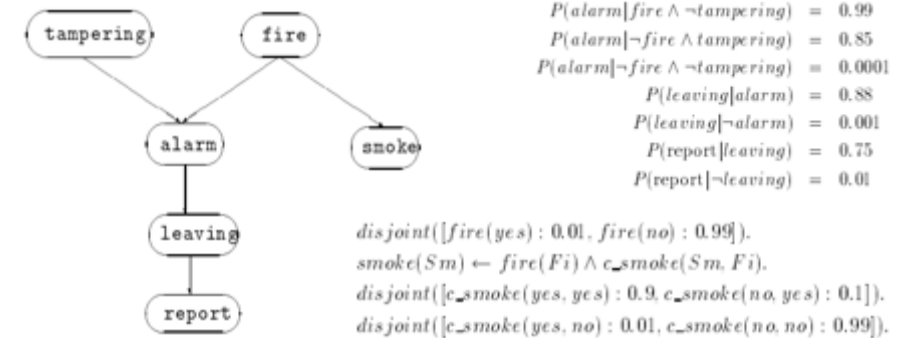 tampering
fire
alarm
smoke
leaving
report
P(alarm|fire ∧ ¬tampering) = 0.99
P(alarm|¬fire ∧ tampering) = 0.85
P(alarm|¬fire ∧ ¬tampering) = 0.0001
P(leaving|alarm) = 0.88
P(leaving|¬alarm) = 0.001
P(report|leaving) = 0.75
P(report|¬leaving) = 0.01
disjoint([fire(yes) : 0.01, fire(no) : 0.99]).
smoke(Sm) ← fire(Fi) ∧ c_smoke(Sm, Fi).
disjoint([c_smoke(yes, yes) : 0.9, c_smoke(no, yes) : 0.1]).
disjoint([c_smoke(yes, no) : 0.01, c_smoke(no, no) : 0.99]).